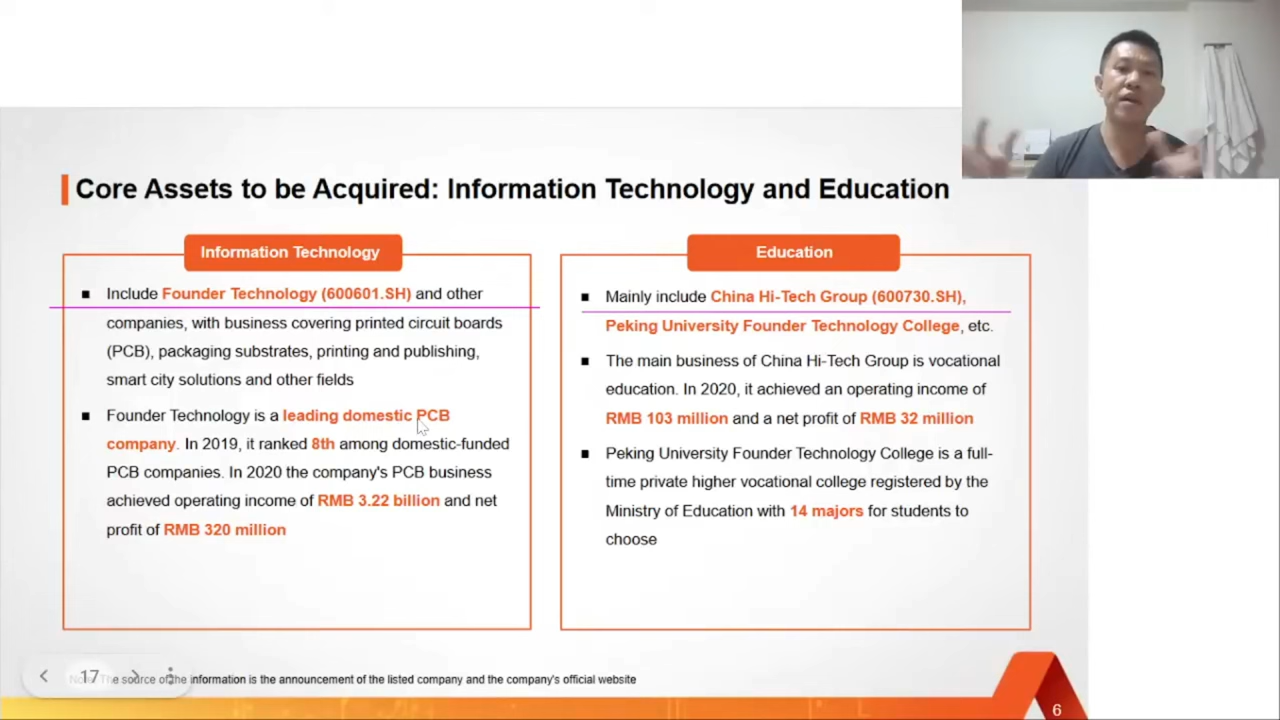 Core Assets to be Acquired: Information Technology and Education
Information Technology
■ Include Founder Technology (600601.SH) and other
companies, with business covering printed circuit boards
(PCB), packaging substrates, printing and publishing,
smart city solutions and other fields
■ Founder Technology is a leading domestic PCB
company. In 2019, it ranked 8th among domestic-funded
PCB companies. In 2020 the company's PCB business
achieved operating income of RMB 3.22 billion and net
profit of RMB 320 million
Education
■ Mainly include China Hi-Tech Group (600730.SH),
Peking University Founder Technology College, etc.
■ The main business of China Hi-Tech Group is vocational
education. In 2020, it achieved an operating income of
RMB 103 million and a net profit of RMB 32 million
■ Peking University Founder Technology College is a full-
time private higher vocational college registered by the
Ministry of Education with 14 majors for students to
choose
17
The source of the information is the announcement of the listed company and the company's official website
6